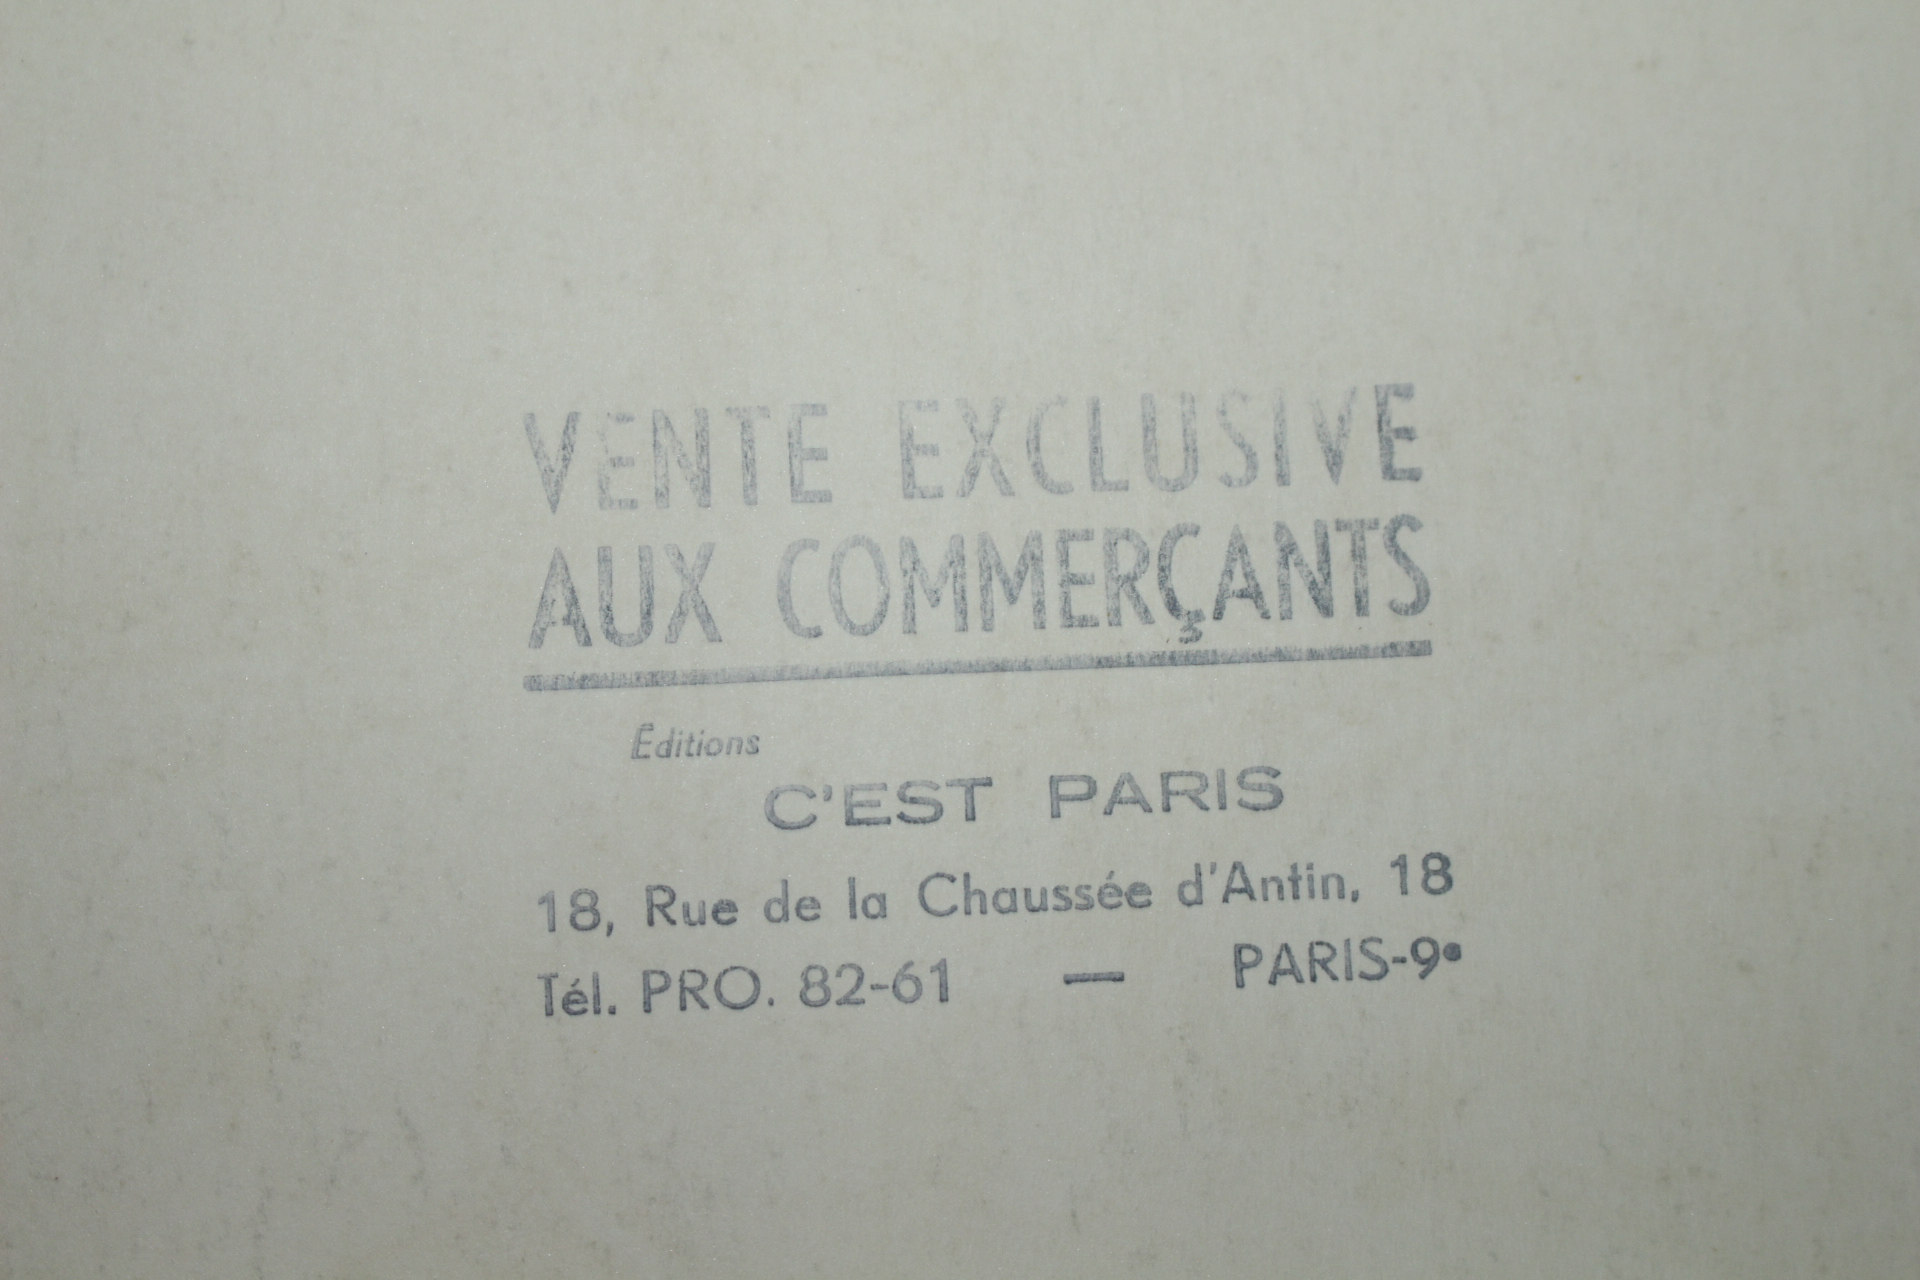 VENTE EXCLUSIVE
AUX COMMERÇANTS
Éditions
C'EST PARIS
18, Rue de la Chaussée d'Antin, 18
Tél. PRO. 82-61 — PARIS-9e